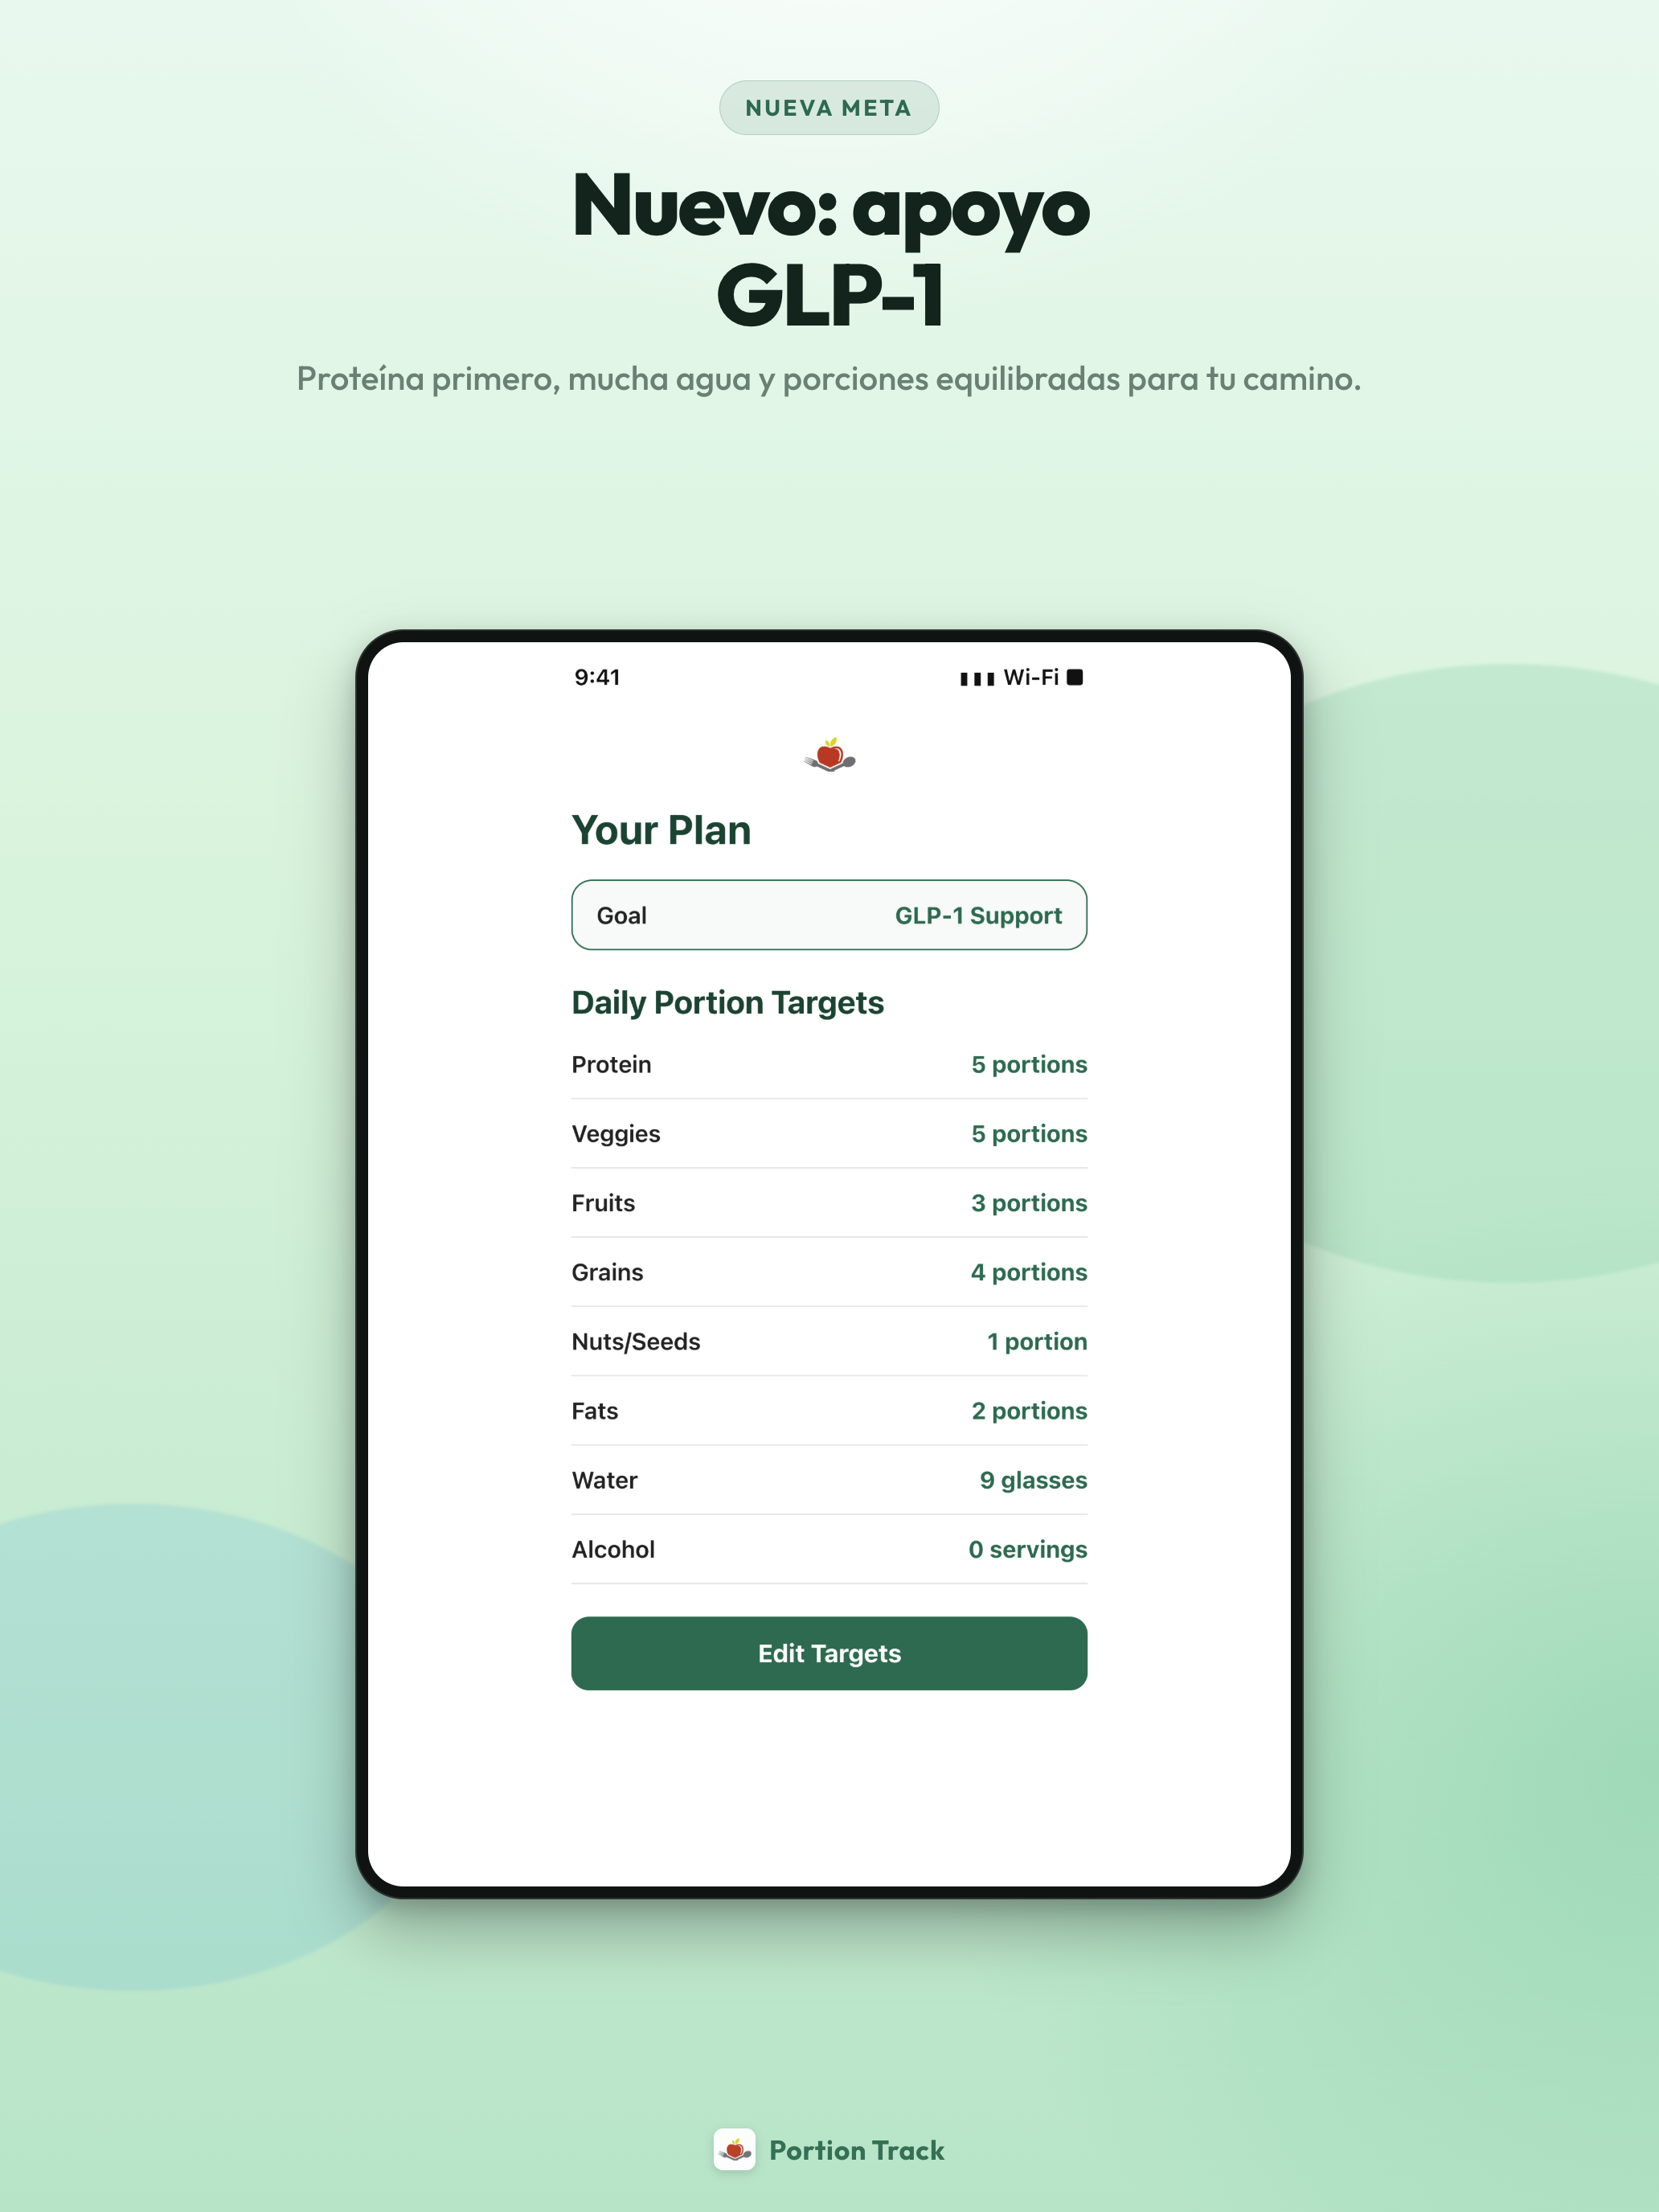 NUEVA META
Nuevo: apoyo
GLP-1
Proteína primero, mucha agua y porciones equilibradas para tu camino.
9:41 Wi-Fi
Your Plan
Goal GLP-1 Support
Daily Portion Targets
Protein 5 portions
Veggies 5 portions
Fruits 3 portions
Grains 4 portions
Nuts/Seeds 1 portion
Fats 2 portions
Water 9 glasses
Alcohol 0 servings
Edit Targets
Portion Track